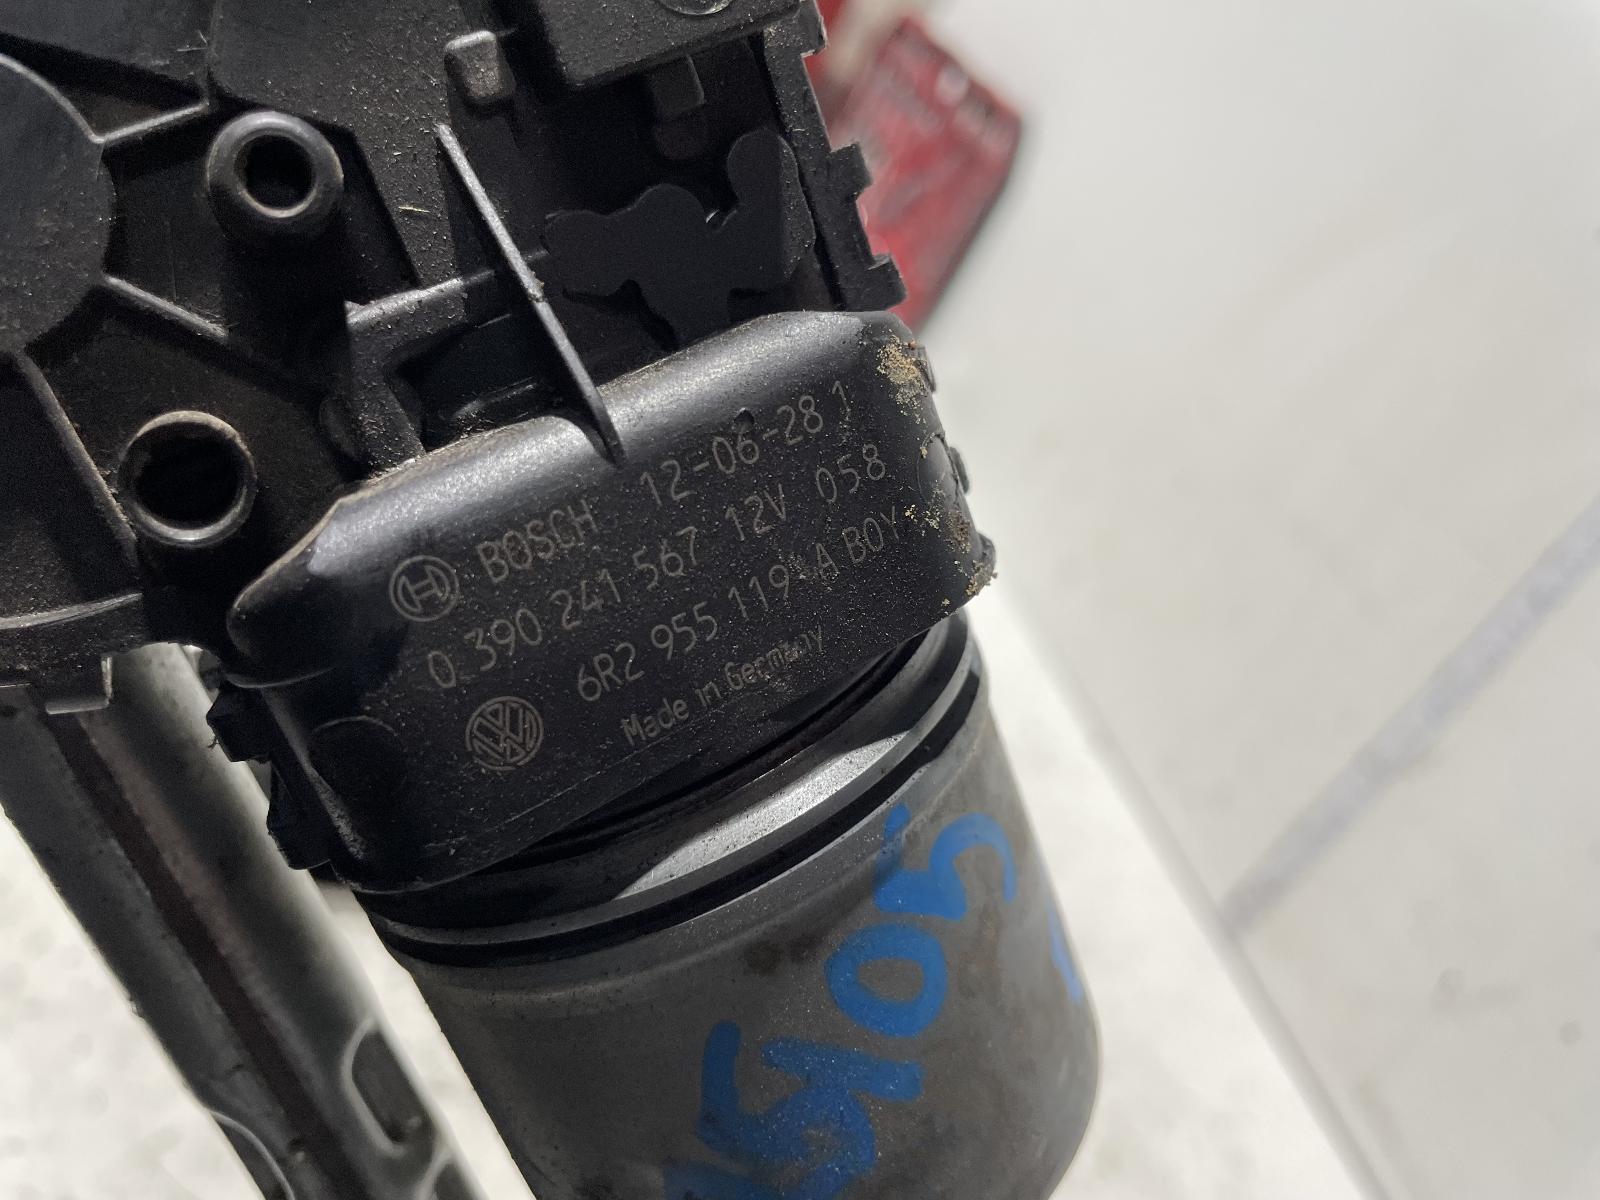 BOSCH 12-06-28 1
0 390 241 567 12V 058
6R2 955 119 A BOY
Made in Germany